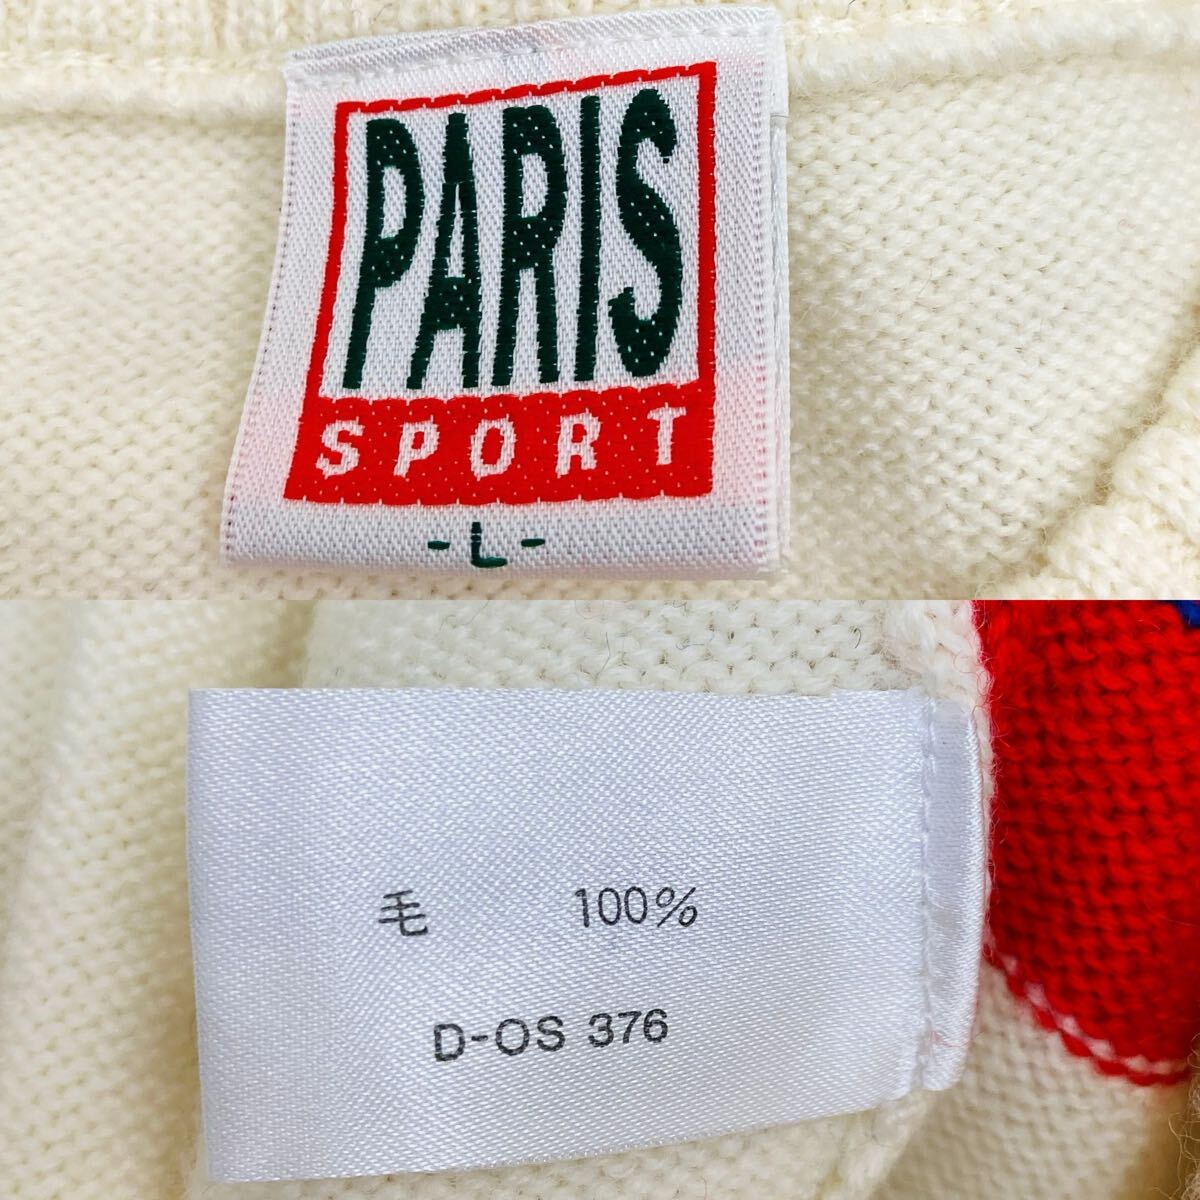 PARIS
SPORT
-L-
毛 100%
D-OS 376